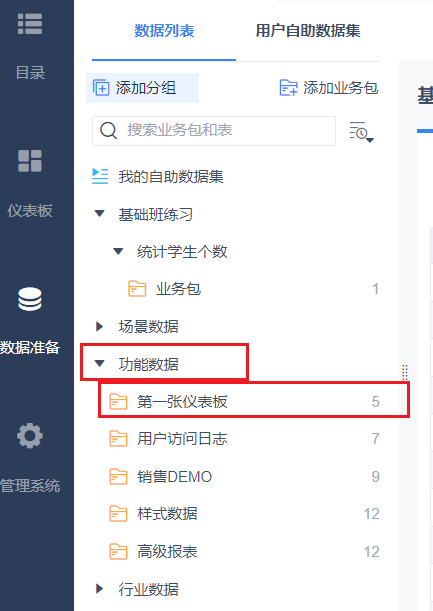 目录
仪表板
数据准备
管理系统
数据列表 用户自助数据集
添加分组 添加业务包
搜索业务包和表
我的自助数据集
基础班练习
统计学生个数
业务包 1
场景数据
功能数据
第一张仪表板 5
用户访问日志 7
销售DEMO 9
样式数据 12
高级报表 12
行业数据